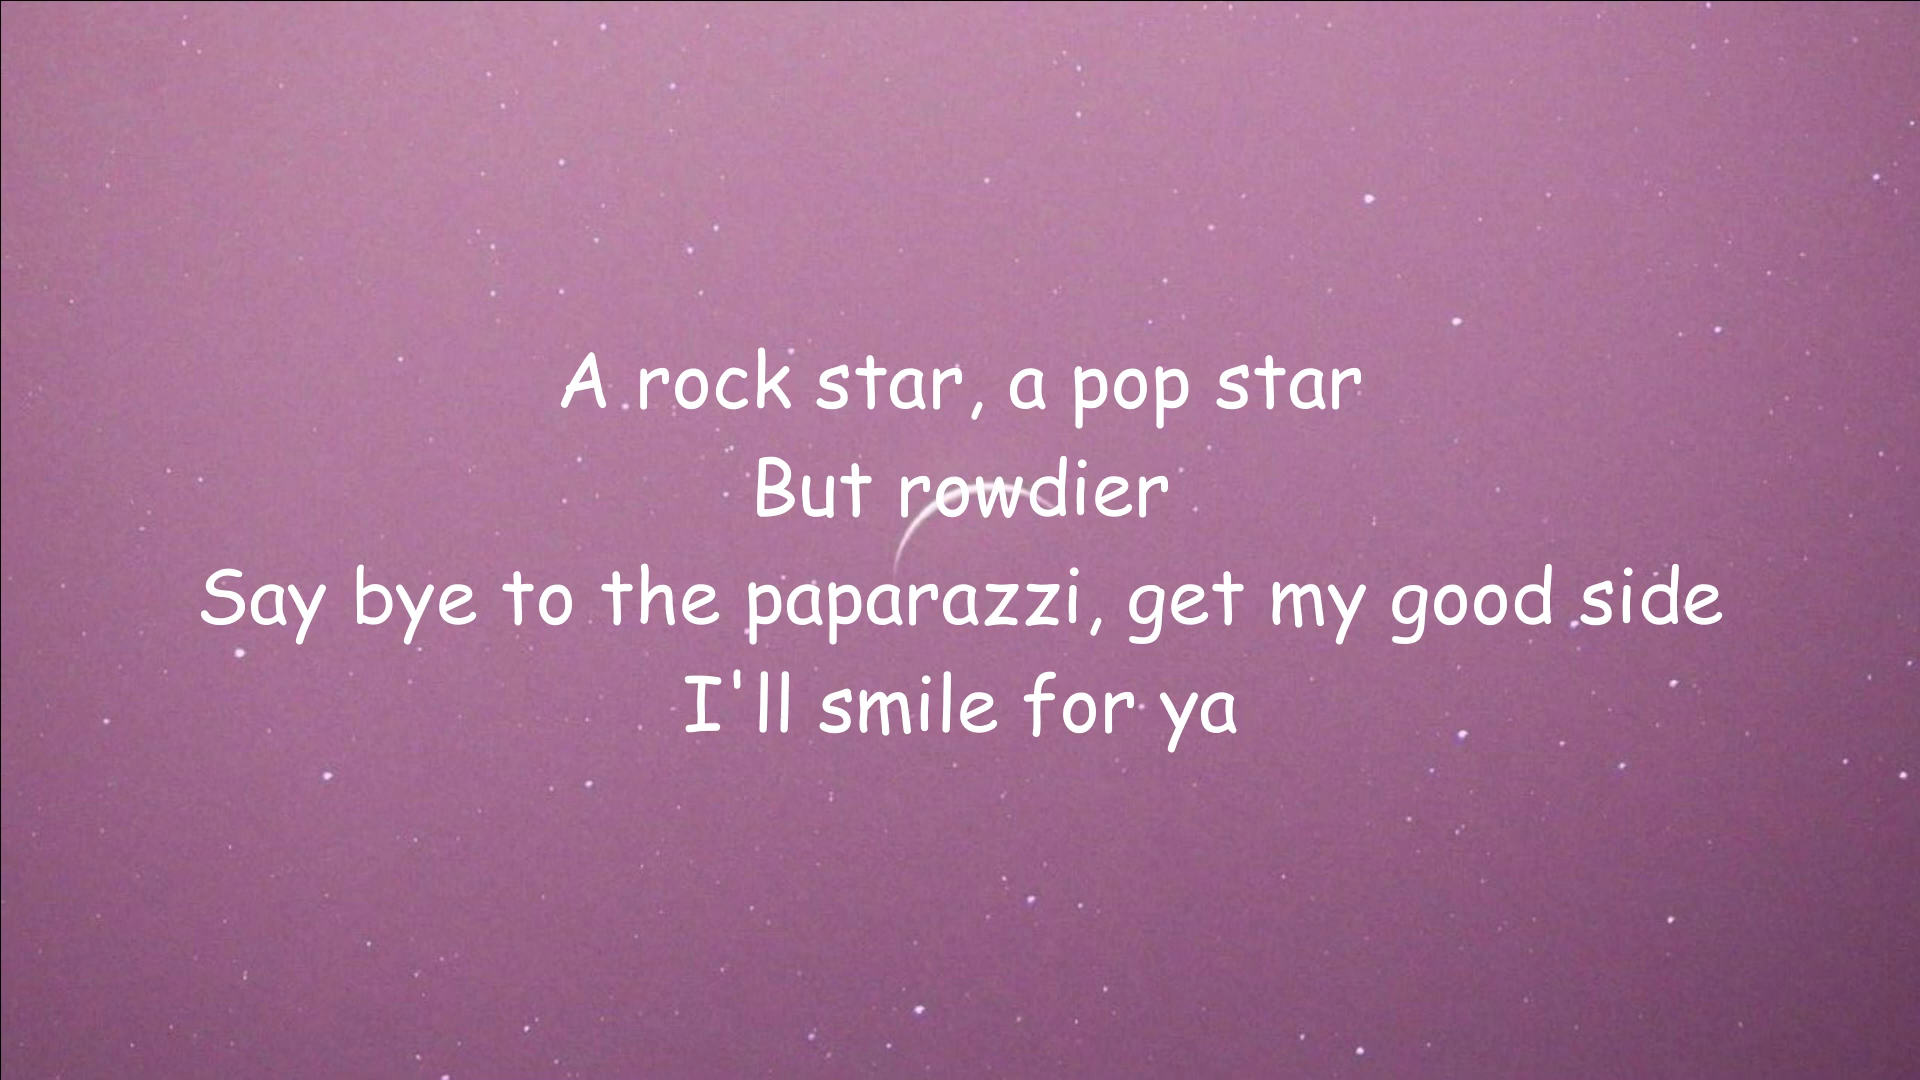 A rock star, a pop star
But rowdier
Say bye to the paparazzi, get my good side
I'll smile for ya